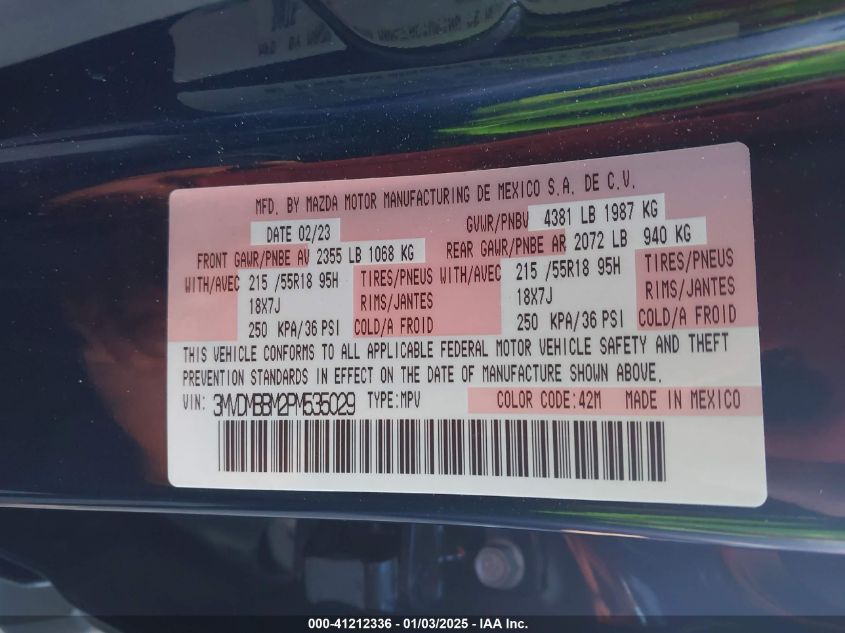 MFD. BY MAZDA MOTOR MANUFACTURING DE MEXICO S.A. DE C.V.
DATE 02/23 GVWR/PNBV 4381 LB 1987 KG
FRONT GAWR/PNBE AV 2355 LB 1068 KG REAR GAWR/PNBE AR 2072 LB 940 KG
WITH/AVEC 215 /55R18 95H TIRES/PNEUS WITH/AVEC 215 /55R18 95H TIRES/PNEUS
18X7J RIMS/JANTES 18X7J RIMS/JANTES
250 KPA/36 PSI COLD/A FROID 250 KPA/36 PSI COLD/A FROID
THIS VEHICLE CONFORMS TO ALL APPLICABLE FEDERAL MOTOR VEHICLE SAFETY AND THEFT
PREVENTION STANDARDS IN EFFECT ON THE DATE OF MANUFACTURE SHOWN ABOVE.
VIN: 3MVDMBBM2PM535029 TYPE:MPV COLOR CODE:42M MADE IN MEXICO
000-41212336 - 01/03/2025 - IAA Inc.